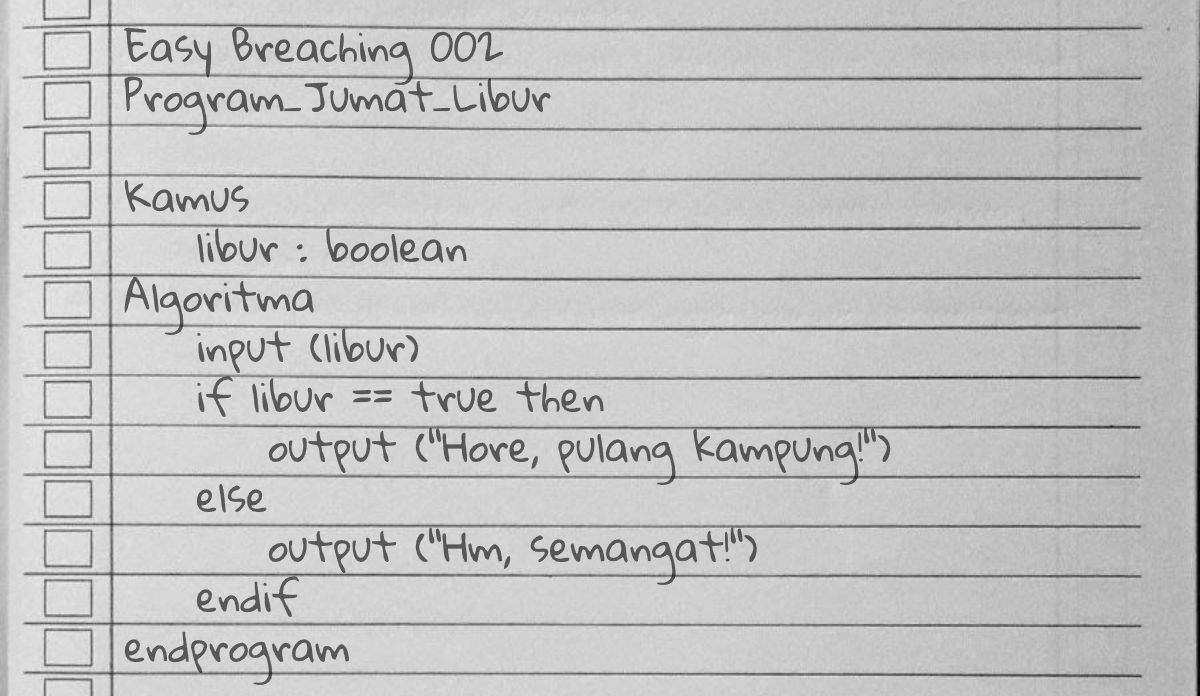 Easy Breaching 002
Program_Jumat_Libur
Kamus
libur : boolean
Algoritma
input (libur)
if libur == true then
output ("Hore, pulang kampung!")
else
output ("Hm, semangat!")
endif
endprogram